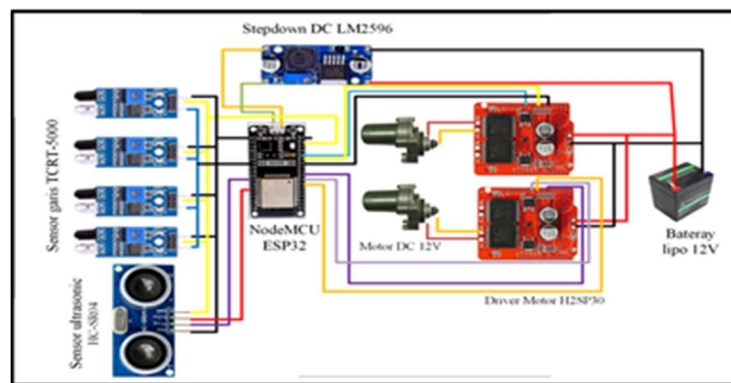 Stepdown DC LM2596
Sensor garis TCRT-5000
NodeMCU
ESP32
Motor DC 12V
Bateray
lipo 12V
Driver Motor H2SP30
Sensor ultrasonic
HC-SR04